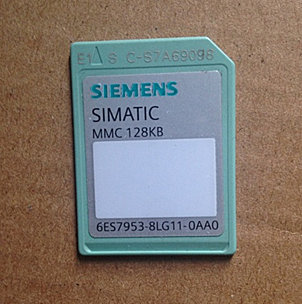 E1 S C-S7A69096
SIEMENS
SIMATIC
MMC 128KB
6ES7953-8LG11-0AA0